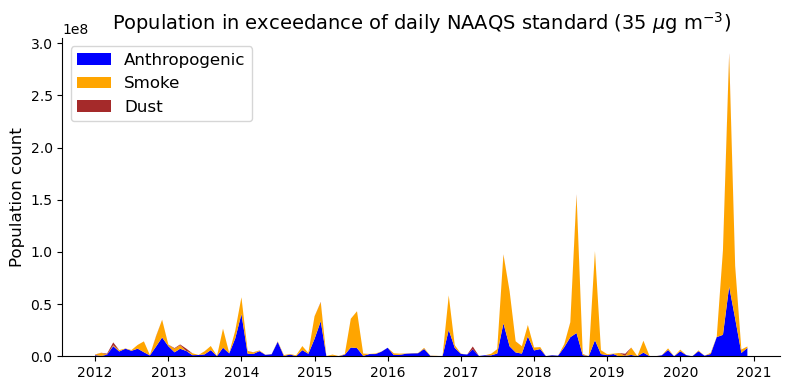 Population in exceedance of daily NAAQS standard (35 μg m⁻³)
1e8
3.0
2.5
2.0
1.5
1.0
0.5
0.0
Population count
Anthropogenic
Smoke
Dust
2012 2013 2014 2015 2016 2017 2018 2019 2020 2021